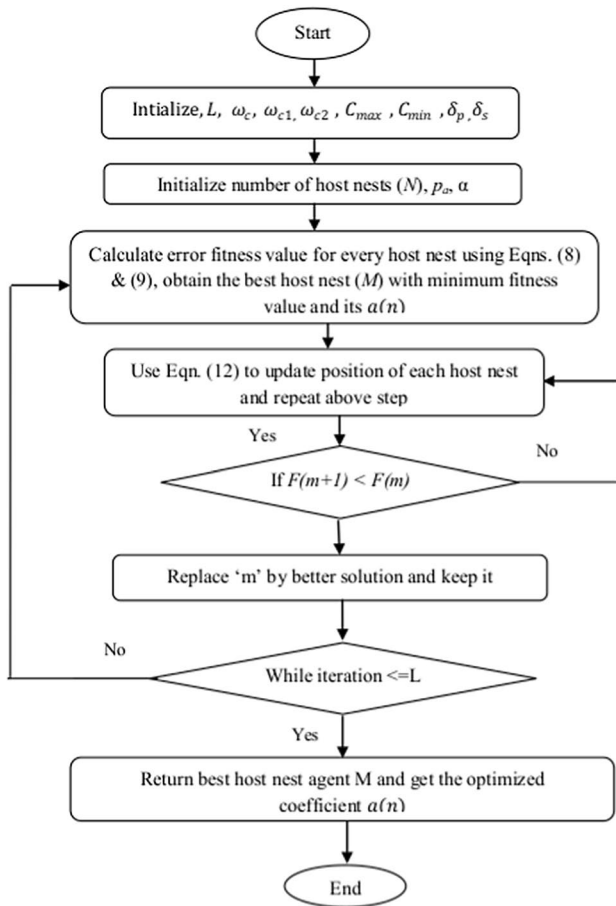 Start
Intialize, L, ω_c, ω_c1, ω_c2 , C_max , C_min , δ_p , δ_s
Initialize number of host nests (N), p_a, α
Calculate error fitness value for every host nest using Eqns. (8)
& (9), obtain the best host nest (M) with minimum fitness
value and its a(n)
Use Eqn. (12) to update position of each host nest
and repeat above step
Yes
No
If F(m+1) < F(m)
Replace ‘m’ by better solution and keep it
No
While iteration <=L
Yes
Return best host nest agent M and get the optimized
coefficient a(n)
End